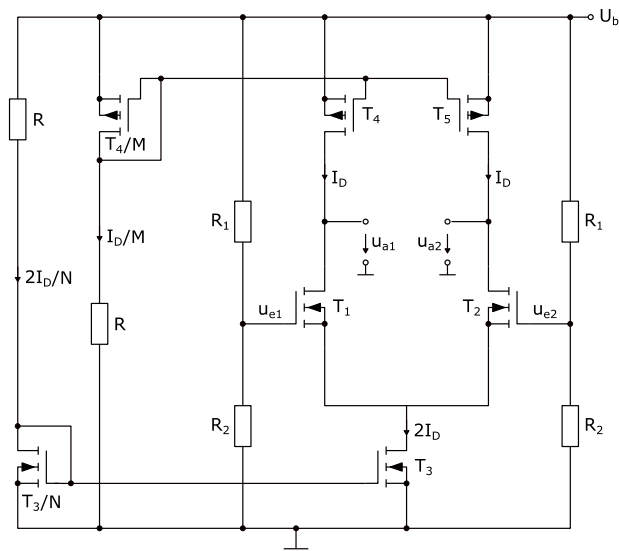 U_b
R
T_4/M
T_4
T_5
I_D
I_D
I_D/M
R_1
u_a1
u_a2
R_1
2I_D/N
R
u_e1
T_1
T_2
u_e2
R_2
2I_D
R_2
T_3
T_3/N